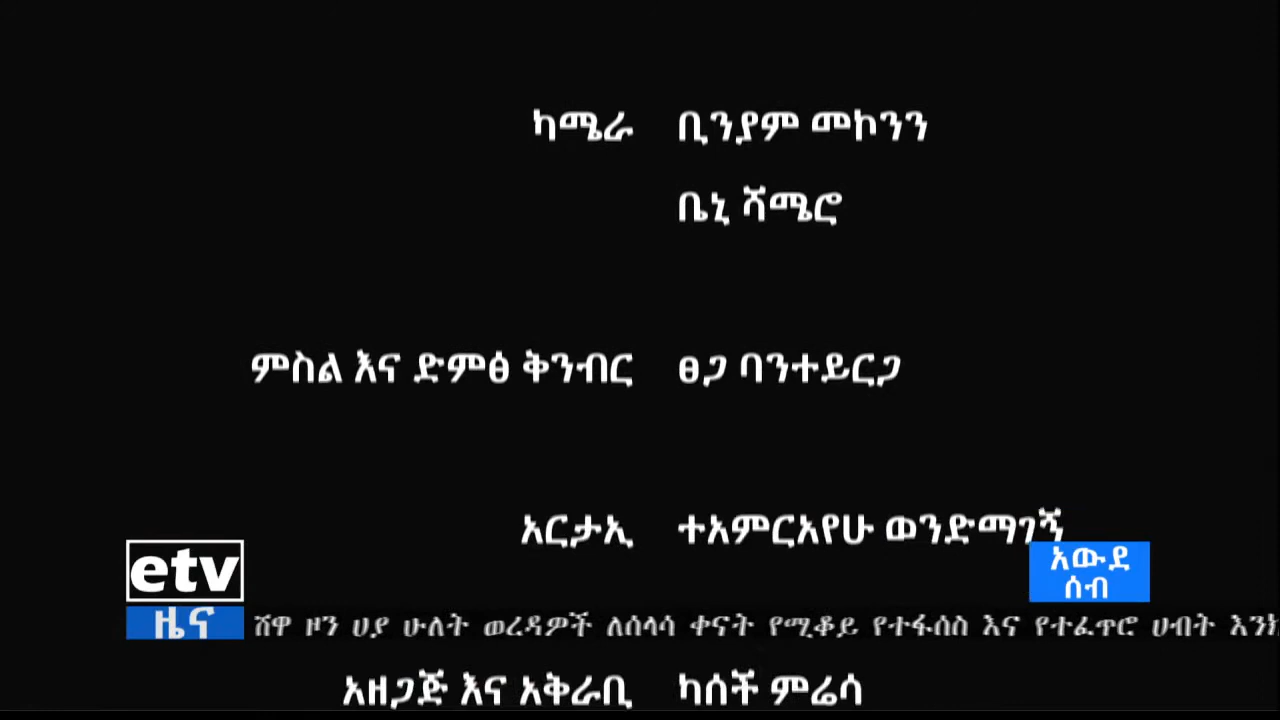 ካሜራ ቢንያም መኮንን
ቤኒ ሻሜሮ
ምስል እና ድምፅ ቅንብር ፀጋ ባንተይርጋ
አርታኢ ተአምርአየሁ ወንድማገኝ
አውደ
ሰብ
etv
ዜና ሸዋ ዞን ሀያ ሁለት ወረዳዎች ለሰላሳ ቀናት የሚቆይ የተፋሰስ እና የተፈጥሮ ሀብት
አዘጋጅ እና አቅራቢ ካሰች ምሬሳ